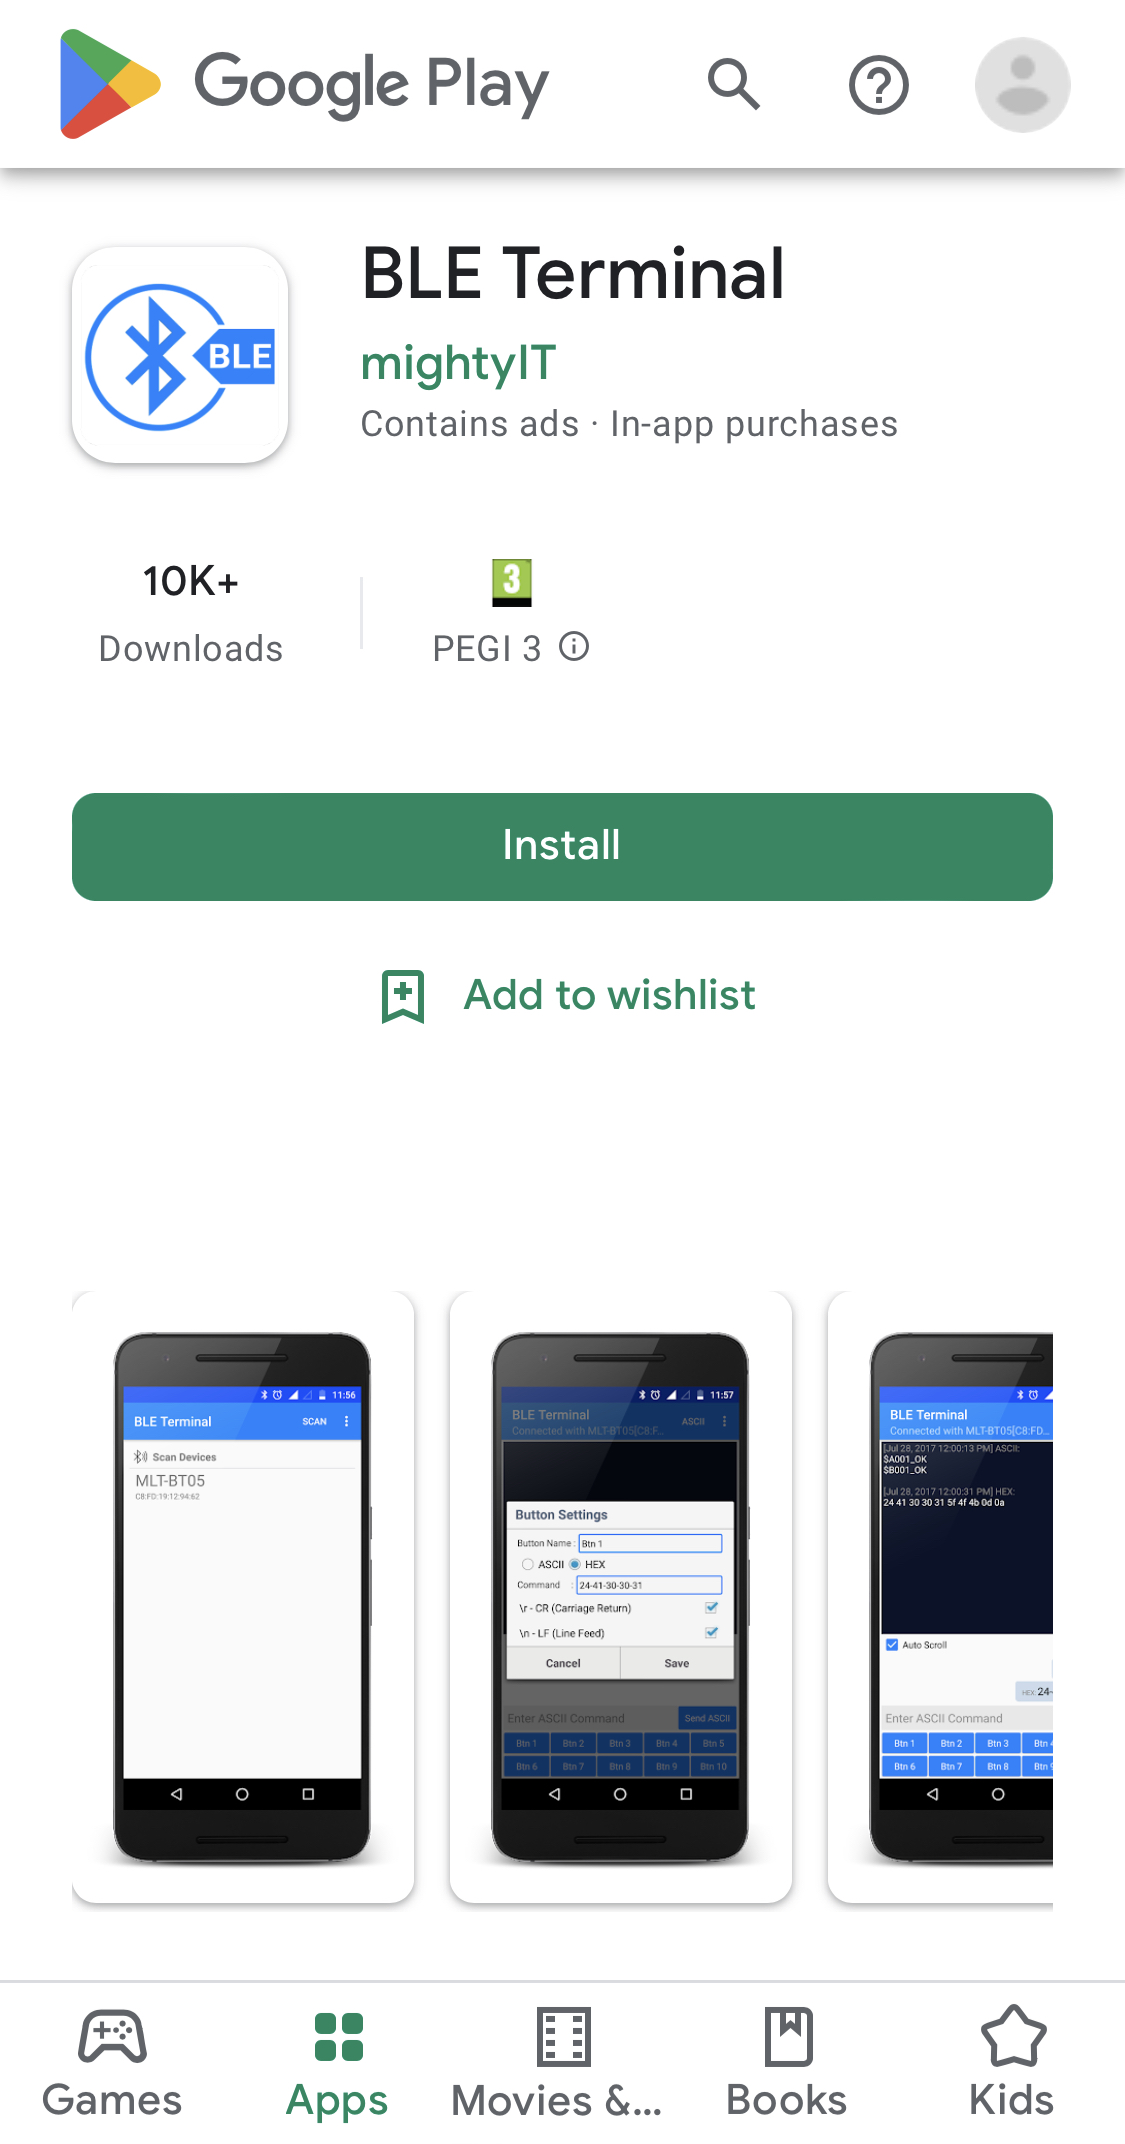 Google Play
BLE
BLE Terminal
mightyIT
Contains ads · In-app purchases
10K+
Downloads
3
PEGI 3
Install
Add to wishlist
11:56
BLE Terminal SCAN
Scan Devices
MLT-BT05
C8:FD:19:12:94:62
11:57
BLE Terminal ASCII
Connected with MLT-BT05[C8:F...
Button Settings
Button Name : Btn 1
ASCII HEX
Command : 24-41-30-30-31
\r - CR (Carriage Return)
\n - LF (Line Feed)
Cancel Save
Enter ASCII Command Send ASCII
Btn 1 Btn 2 Btn 3 Btn 4 Btn 5
Btn 6 Btn 7 Btn 8 Btn 9 Btn 10
BLE Terminal
Connected with MLT-BT05[C8:FD...
[Jul 28, 2017 12:00:13 PM] ASCII:
$A001_OK
$B001_OK
[Jul 28, 2017 12:00:31 PM] HEX:
24 41 30 30 31 5f 4f 4b 0d 0a
Auto Scroll
HEX: 24-
Enter ASCII Command
Btn 1 Btn 2 Btn 3 Btn
Btn 6 Btn 7 Btn 8 Btn
Games Apps Movies &... Books Kids